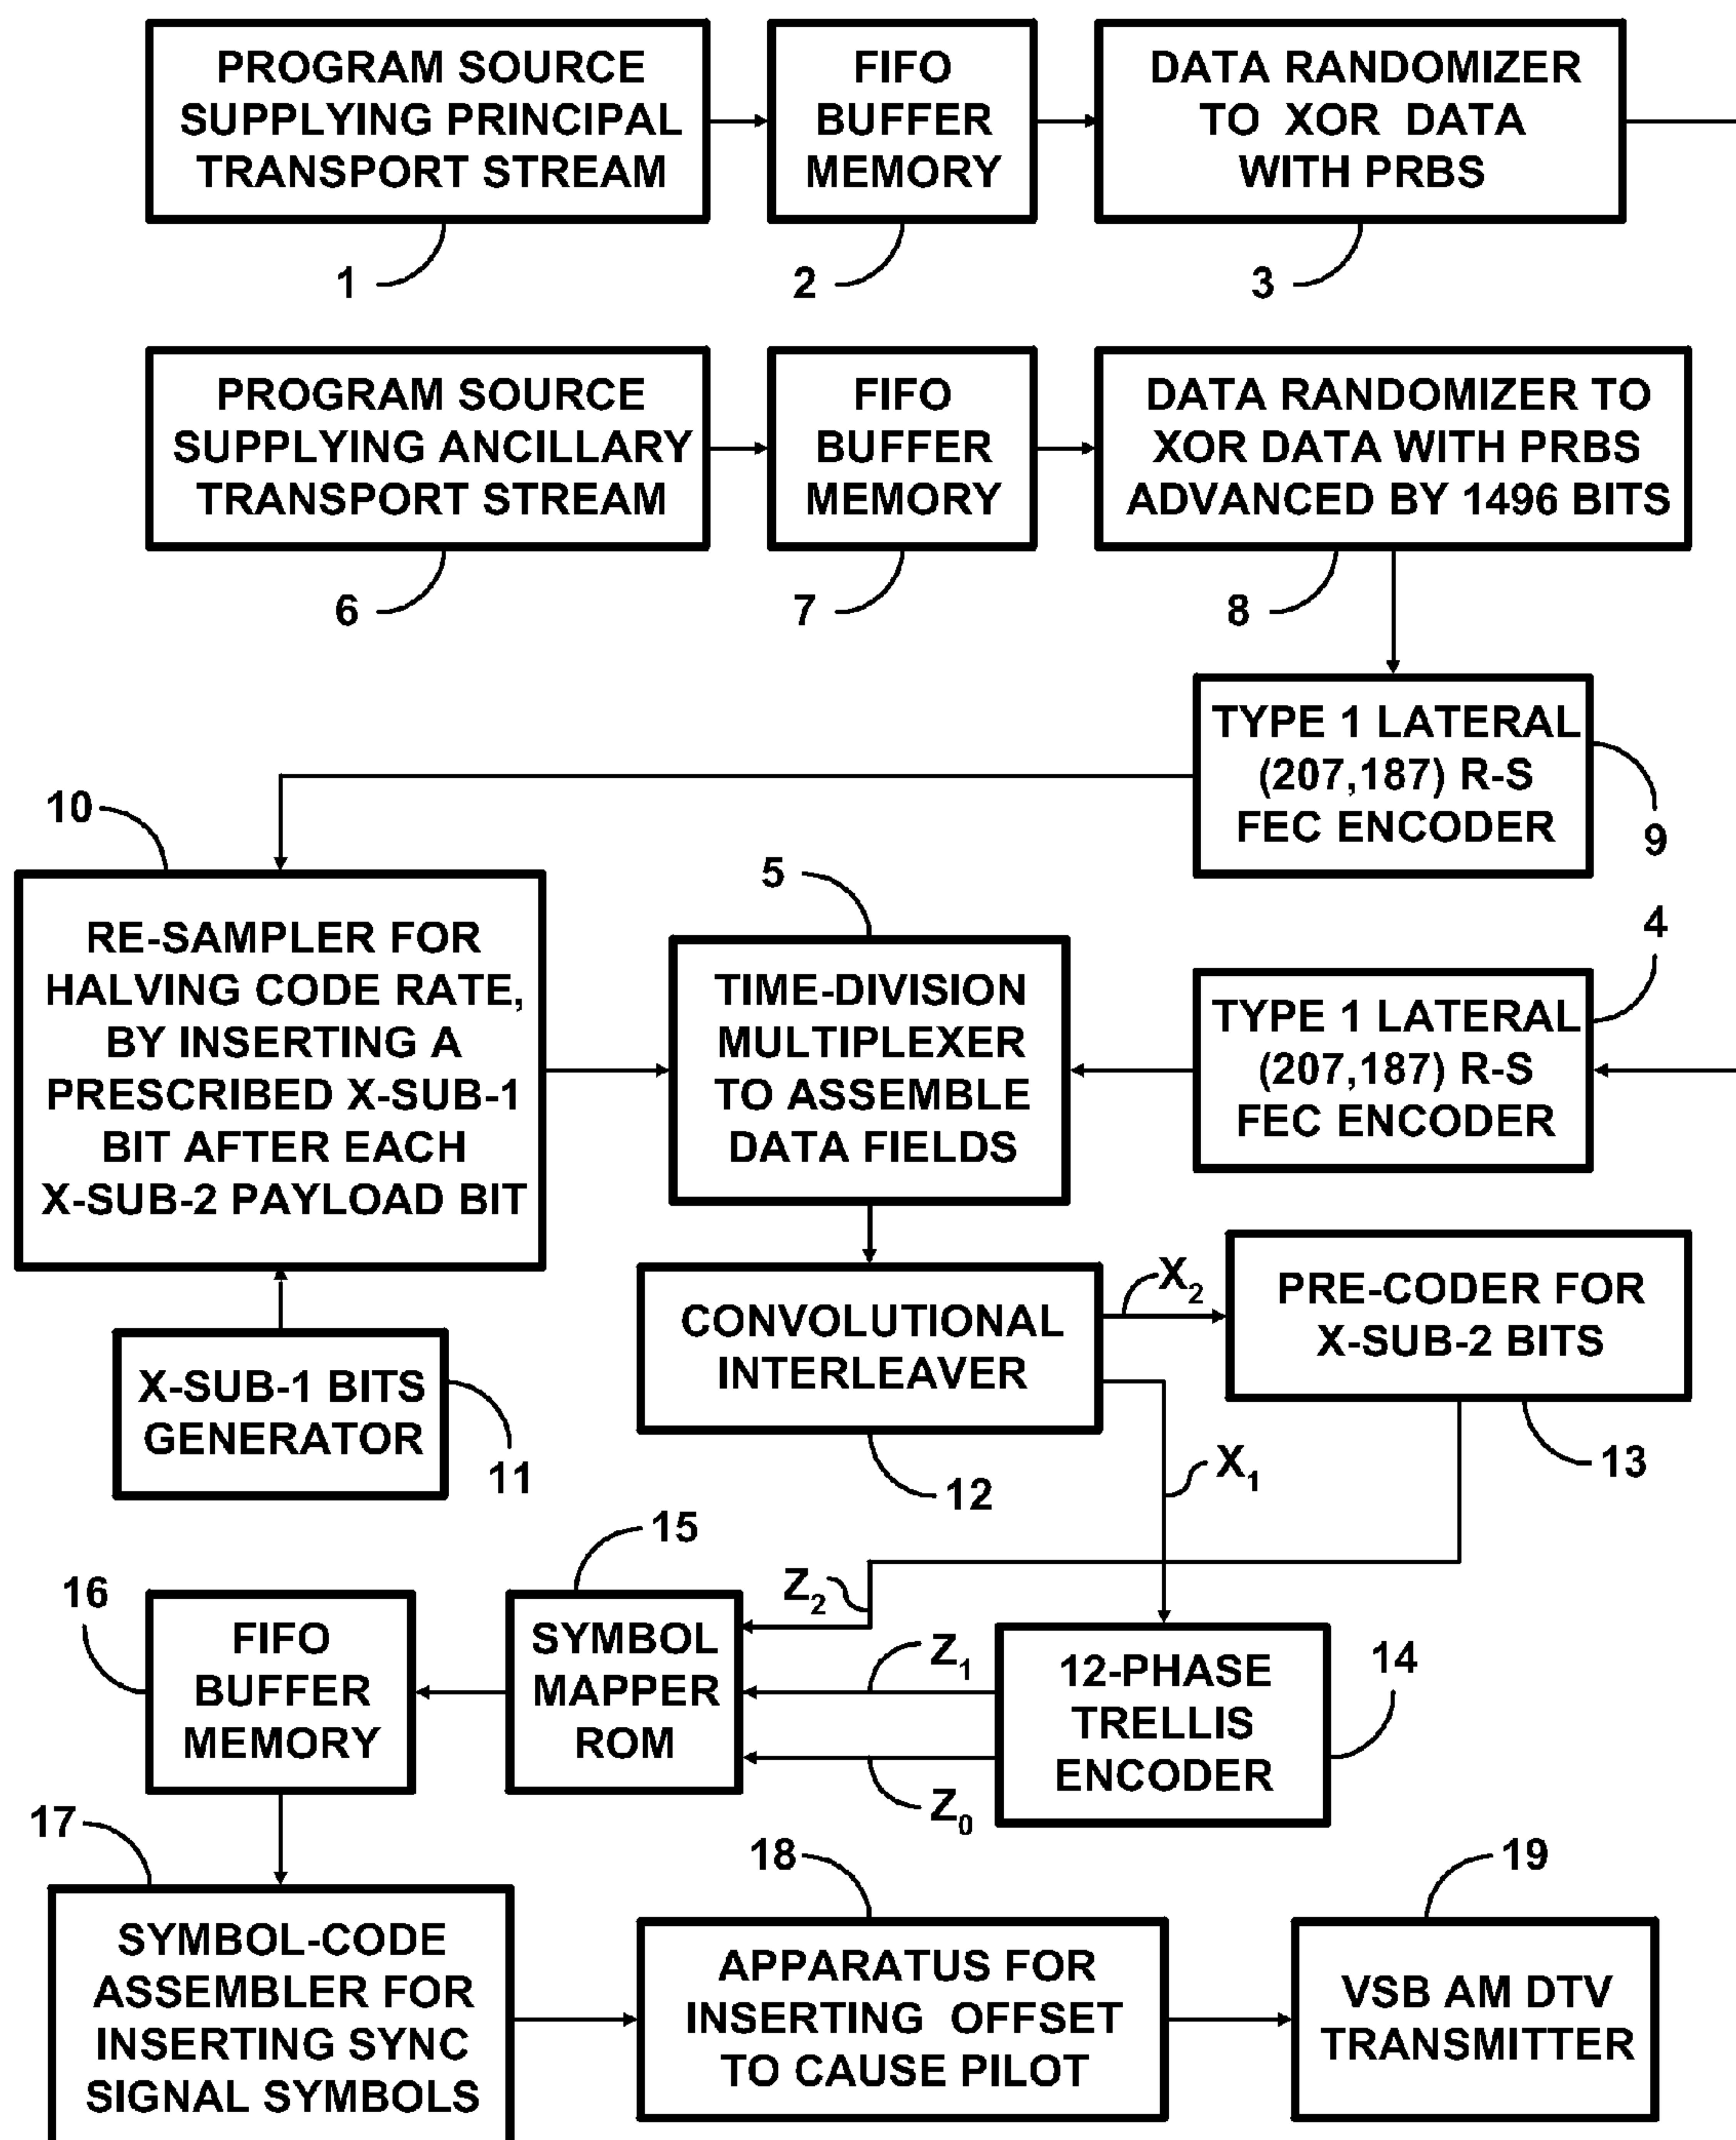 PROGRAM SOURCE
SUPPLYING PRINCIPAL
TRANSPORT STREAM
1
FIFO
BUFFER
MEMORY
2
DATA RANDOMIZER
TO XOR DATA
WITH PRBS
3
PROGRAM SOURCE
SUPPLYING ANCILLARY
TRANSPORT STREAM
6
FIFO
BUFFER
MEMORY
7
DATA RANDOMIZER TO
XOR DATA WITH PRBS
ADVANCED BY 1496 BITS
8
TYPE 1 LATERAL
(207,187) R-S
FEC ENCODER
9
10
RE-SAMPLER FOR
HALVING CODE RATE,
BY INSERTING A
PRESCRIBED X-SUB-1
BIT AFTER EACH
X-SUB-2 PAYLOAD BIT
5
TIME-DIVISION
MULTIPLEXER
TO ASSEMBLE
DATA FIELDS
4
TYPE 1 LATERAL
(207,187) R-S
FEC ENCODER
X-SUB-1 BITS
GENERATOR
11
CONVOLUTIONAL
INTERLEAVER
12
X₂
PRE-CODER FOR
X-SUB-2 BITS
13
X₁
15
16
FIFO
BUFFER
MEMORY
SYMBOL
MAPPER
ROM
Z₂
Z₁
Z₀
12-PHASE
TRELLIS
ENCODER
14
17
SYMBOL-CODE
ASSEMBLER FOR
INSERTING SYNC
SIGNAL SYMBOLS
18
APPARATUS FOR
INSERTING OFFSET
TO CAUSE PILOT
19
VSB AM DTV
TRANSMITTER